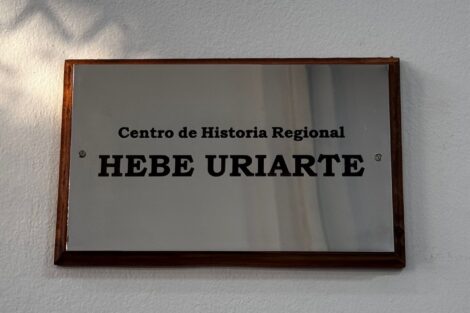 Centro de Historia Regional
HEBE URIARTE